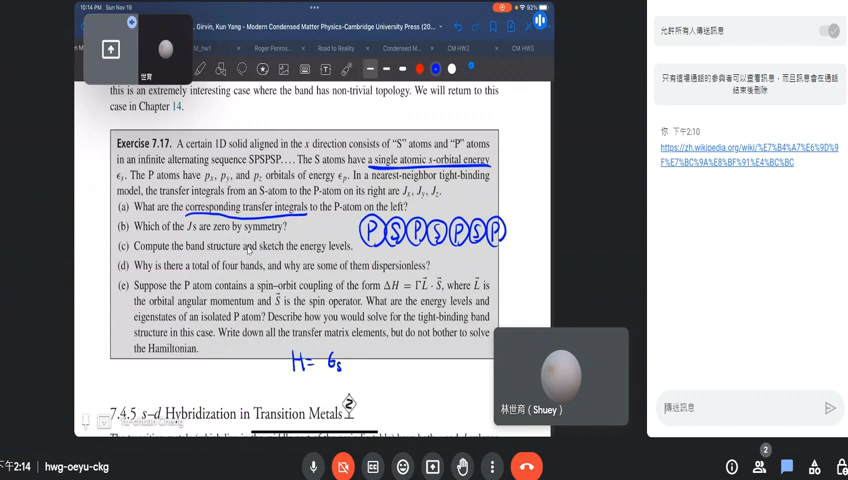 10:14 PM Sun Nov 19
92%
Girvin, Kun Yang - Modern Condensed Matter Physics-Cambridge University Press (20...
M_hw1
Roger Penros...
Road to Reality
Condensed M...
CM HW2
CM HW3
世育
this is an extremely interesting case where the band has non-trivial topology. We will return to this
case in Chapter 14.
Exercise 7.17. A certain 1D solid aligned in the x direction consists of “S” atoms and “P” atoms
in an infinite alternating sequence SPSPSP.... The S atoms have a single atomic s-orbital energy
ϵs. The P atoms have px, py, and pz orbitals of energy ϵp. In a nearest-neighbor tight-binding
model, the transfer integrals from an S-atom to the P-atom on its right are Jx, Jy, Jz.
(a) What are the corresponding transfer integrals to the P-atom on the left?
(b) Which of the Js are zero by symmetry?
P S P S P S P
(c) Compute the band structure and sketch the energy levels.
(d) Why is there a total of four bands, and why are some of them dispersionless?
(e) Suppose the P atom contains a spin–orbit coupling of the form ΔH = ΓL⃗ · S⃗, where L⃗ is
the orbital angular momentum and S⃗ is the spin operator. What are the energy levels and
eigenstates of an isolated P atom? Describe how you would solve for the tight-binding band
structure in this case. Write down all the transfer matrix elements, but do not bother to solve
the Hamiltonian.
H = ϵs
7.4.5 s–d Hybridization in Transition Metals
林世育 (Shuey)
允許所有人傳送訊息
只有這場通話的參與者可以查看訊息，而且訊息會在通話
結束後刪除
你 下午2:10
https://zh.wikipedia.org/wiki/%E7%B4%A7%E6%9D%9
F%E7%BC%9A%E8%BF%91%E4%BC%BC
傳送訊息
下午2:14
hwg-oeyu-ckg
2